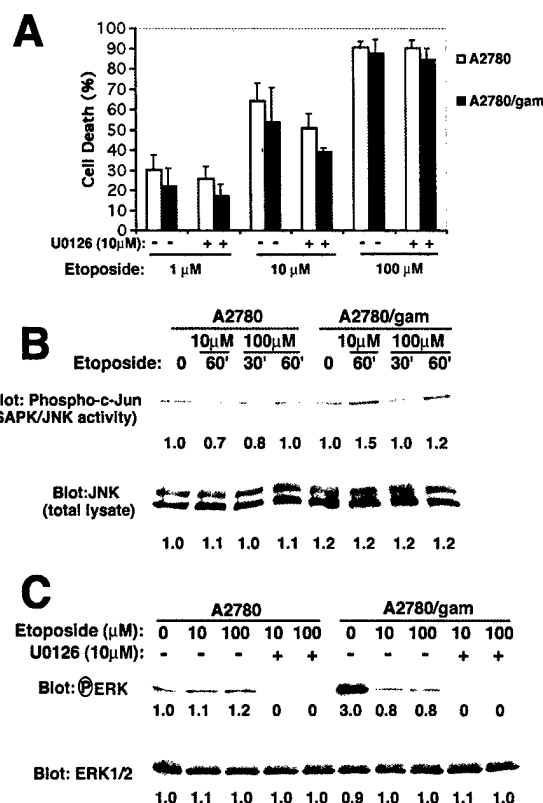 A
100
90
80
70
60
50
40
30
20
10
0
Cell Death (%)
A2780
A2780/gam
U0126 (10µM): - - + + - - + + - - + +
Etoposide: 1 µM 10 µM 100 µM
B
A2780 A2780/gam
10µM 100µM 10µM 100µM
Etoposide: 0 60' 30' 60' 0 60' 30' 60'
lot: Phospho-c-Jun
SAPK/JNK activity)
1.0 0.7 0.8 1.0 1.0 1.5 1.0 1.2
Blot:JNK
(total lysate)
1.0 1.1 1.0 1.1 1.2 1.2 1.2 1.2
C
A2780 A2780/gam
Etoposide (µM): 0 10 100 10 100 0 10 100 10 100
U0126 (10µM) - - - + + - - - + +
Blot: ⓅERK
1.0 1.1 1.2 0 0 3.0 0.8 0.8 0 0
Blot: ERK1/2
1.0 1.1 1.0 1.0 1.0 0.9 1.0 1.0 1.1 1.0